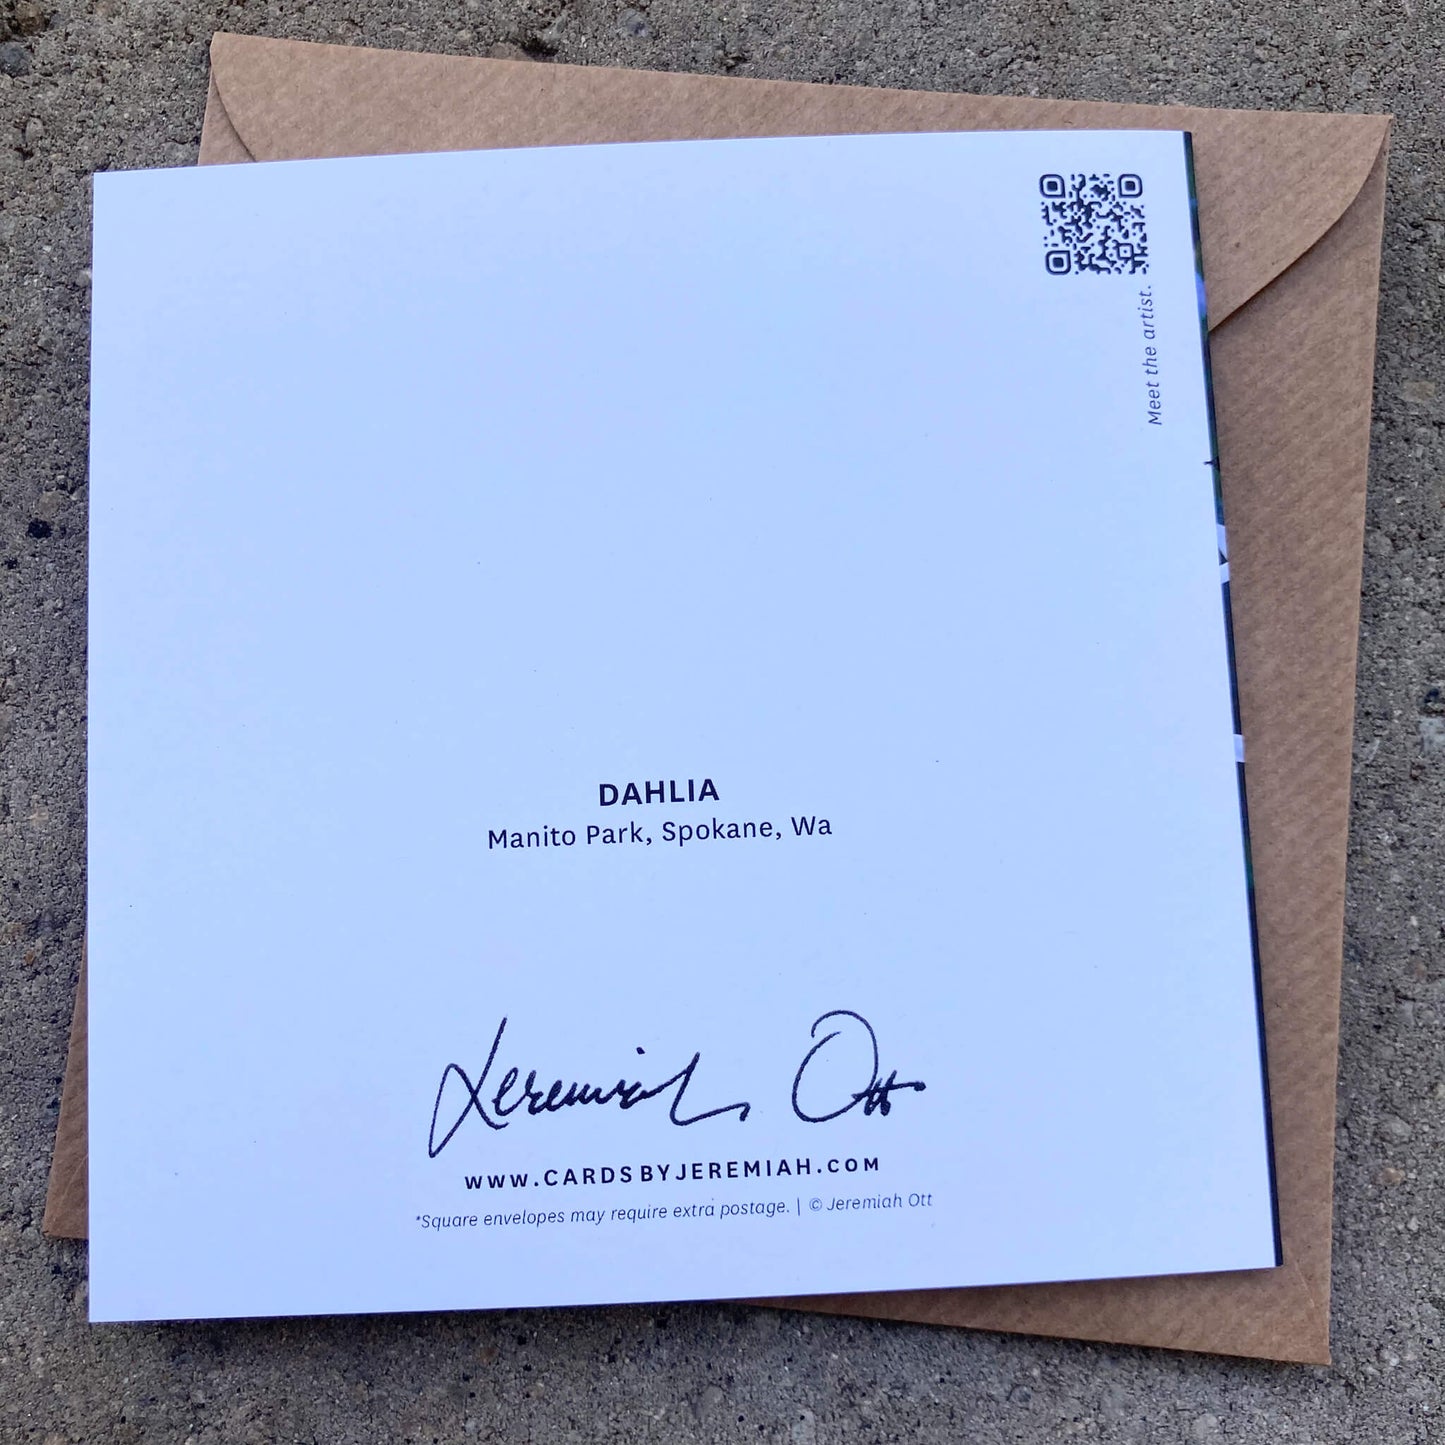 Meet the artist.
DAHLIA
Manito Park, Spokane, Wa
Jeremiah Ott
WWW.CARDSBYJEREMIAH.COM
*Square envelopes may require extra postage. | © Jeremiah Ott